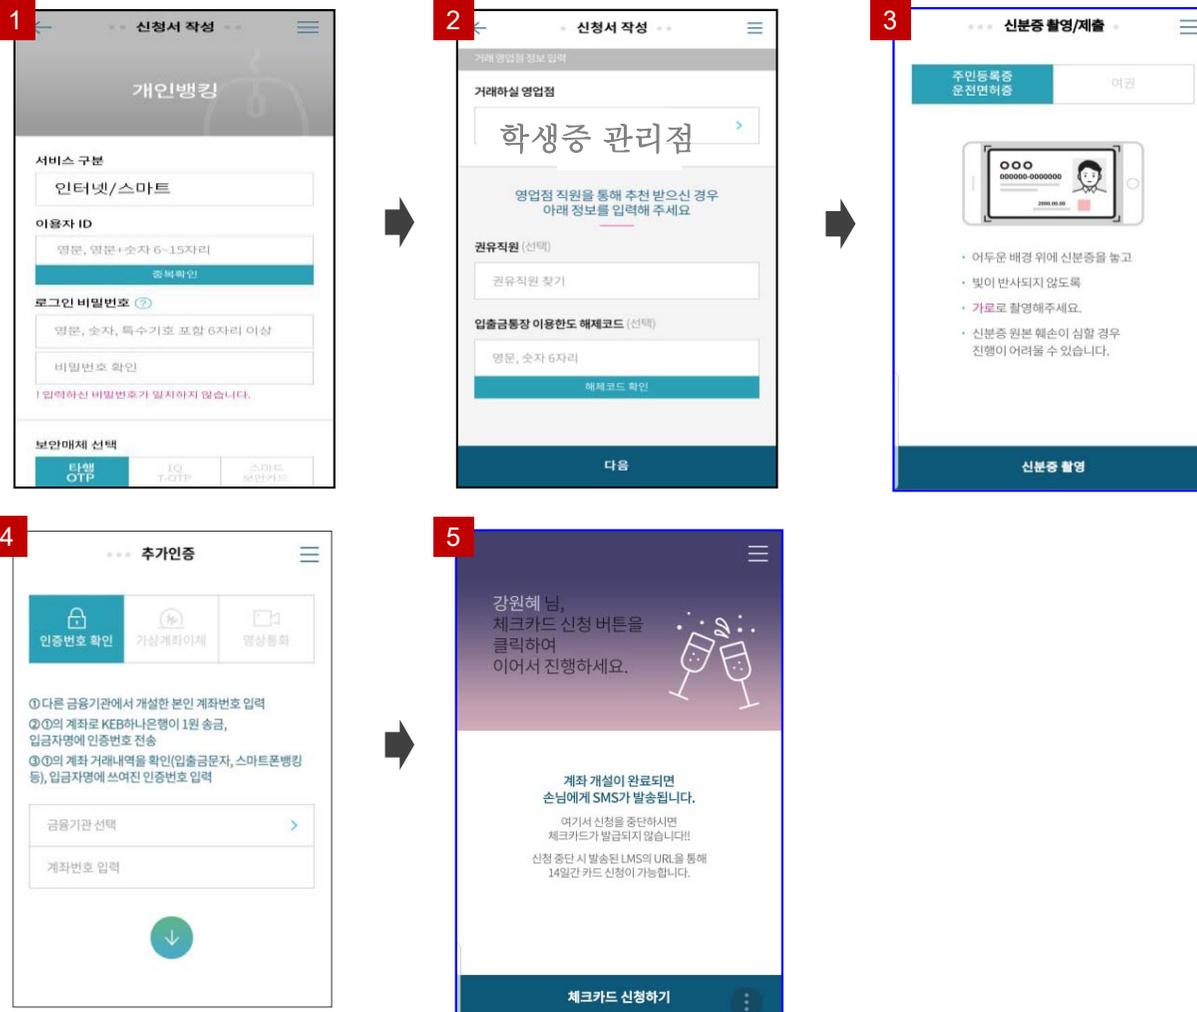 1
신청서 작성
개인뱅킹
서비스 구분
인터넷/스마트
이용자 ID
영문, 영문+숫자 6~15자리
중복확인
로그인 비밀번호 ?
영문, 숫자, 특수기호 포함 6자리 이상
비밀번호 확인
! 입력하신 비밀번호가 일치하지 않습니다.
보안매체 선택
타행
OTP
1Q
T-OTP
스마트
보안카드
2
신청서 작성
거래 영업점 정보 입력
거래하실 영업점
학생증 관리점
영업점 직원을 통해 추천 받으신 경우
아래 정보를 입력해 주세요
권유직원 (선택)
권유직원 찾기
입출금통장 이용한도 해제코드 (선택)
영문, 숫자 6자리
해제코드 확인
다음
3
신분증 촬영/제출
주민등록증
운전면허증
여권
000
000000-0000000
2000.00.00
• 어두운 배경 위에 신분증을 놓고
• 빛이 반사되지 않도록
• 가로로 촬영해주세요.
• 신분증 원본 훼손이 심할 경우
진행이 어려울 수 있습니다.
신분증 촬영
4
추가인증
인증번호 확인
가상계좌이체
영상통화
①다른 금융기관에서 개설한 본인 계좌번호 입력
②①의 계좌로 KEB하나은행이 1원 송금,
입금자명에 인증번호 전송
③①의 계좌 거래내역을 확인(입출금문자, 스마트폰뱅킹
등), 입금자명에 쓰여진 인증번호 입력
금융기관 선택
계좌번호 입력
5
강원혜 님,
체크카드 신청 버튼을
클릭하여
이어서 진행하세요.
계좌 개설이 완료되면
손님에게 SMS가 발송됩니다.
여기서 신청을 중단하시면
체크카드가 발급되지 않습니다!!
신청 중단 시 발송된 LMS의 URL을 통해
14일간 카드 신청이 가능합니다.
체크카드 신청하기